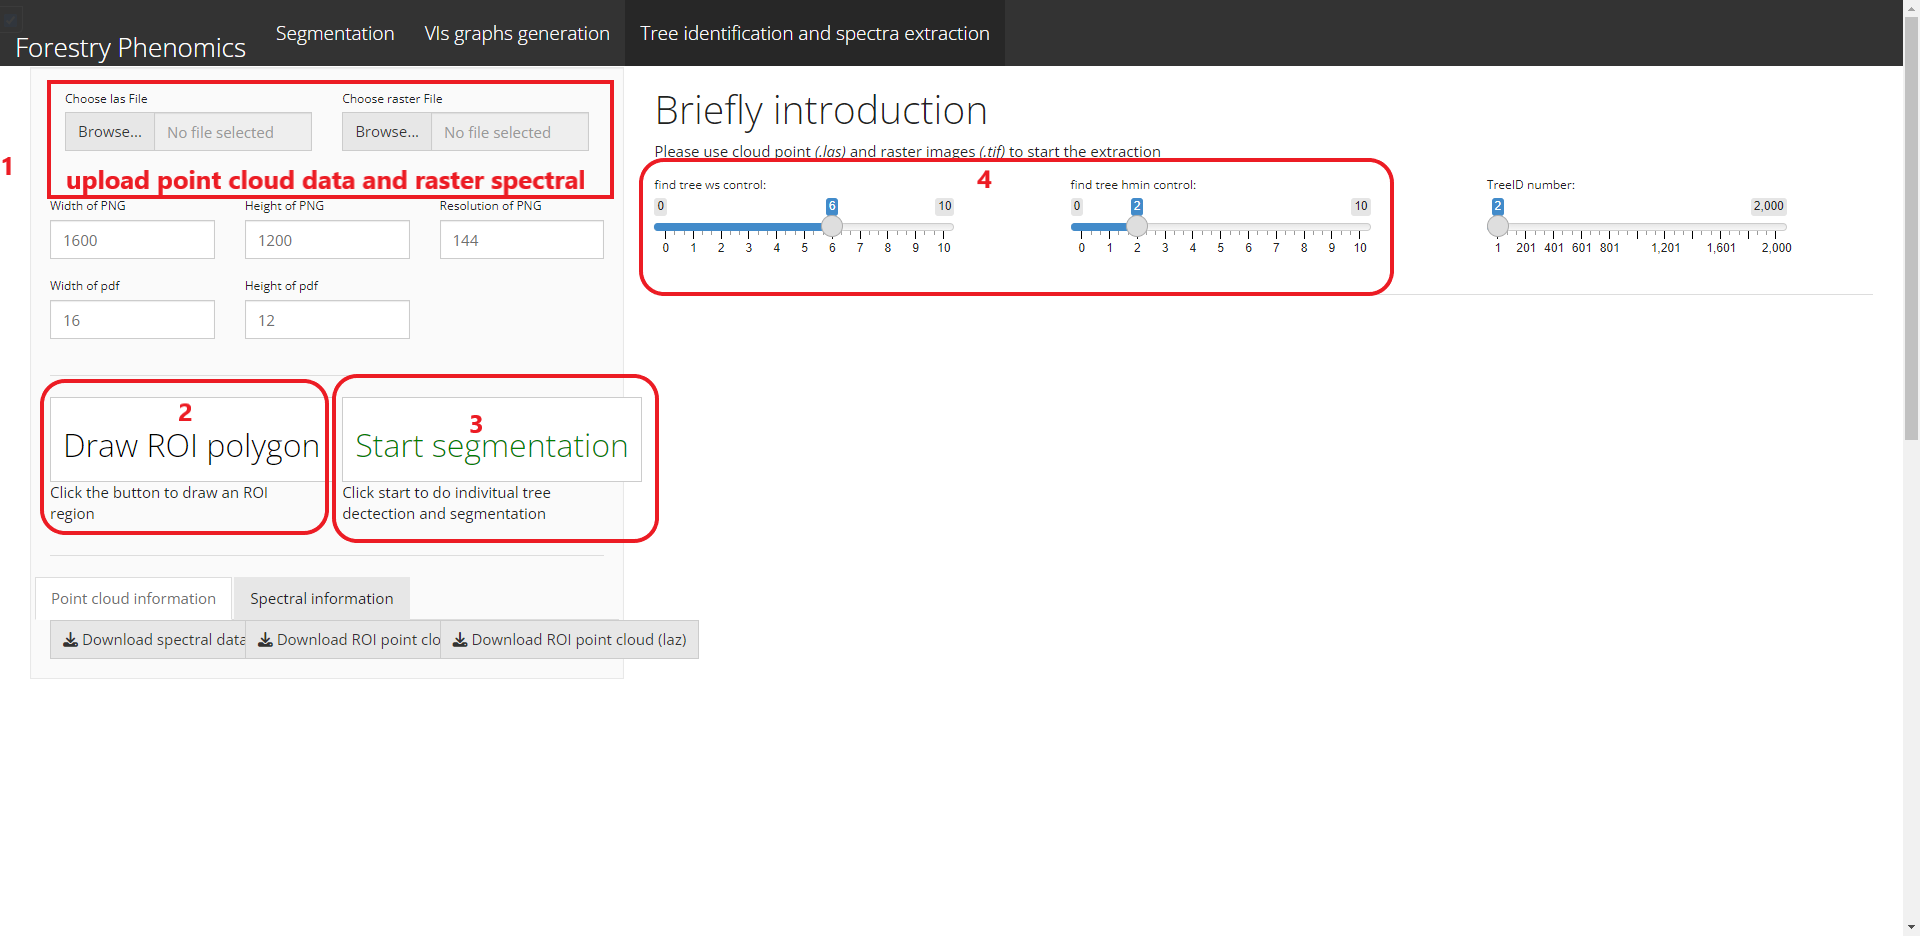 Forestry Phenomics
Segmentation
VIs graphs generation
Tree identification and spectra extraction
Choose las File
Choose raster File
Browse... No file selected
Browse... No file selected
1
upload point cloud data and raster spectral
Width of PNG
Height of PNG
Resolution of PNG
1600
1200
144
Width of pdf
Height of pdf
16
12
2
Draw ROI polygon
Click the button to draw an ROI
region
3
Start segmentation
Click start to do indivitual tree
dectection and segmentation
Point cloud information
Spectral information
Download spectral data
Download ROI point clo
Download ROI point cloud (laz)
Briefly introduction
Please use cloud point (.las) and raster images (.tif) to start the extraction
4
find tree ws control:
0 6 10
0 1 2 3 4 5 6 7 8 9 10
find tree hmin control:
0 2 10
0 1 2 3 4 5 6 7 8 9 10
TreeID number:
2 2,000
1 201 401 601 801 1,201 1,601 2,000